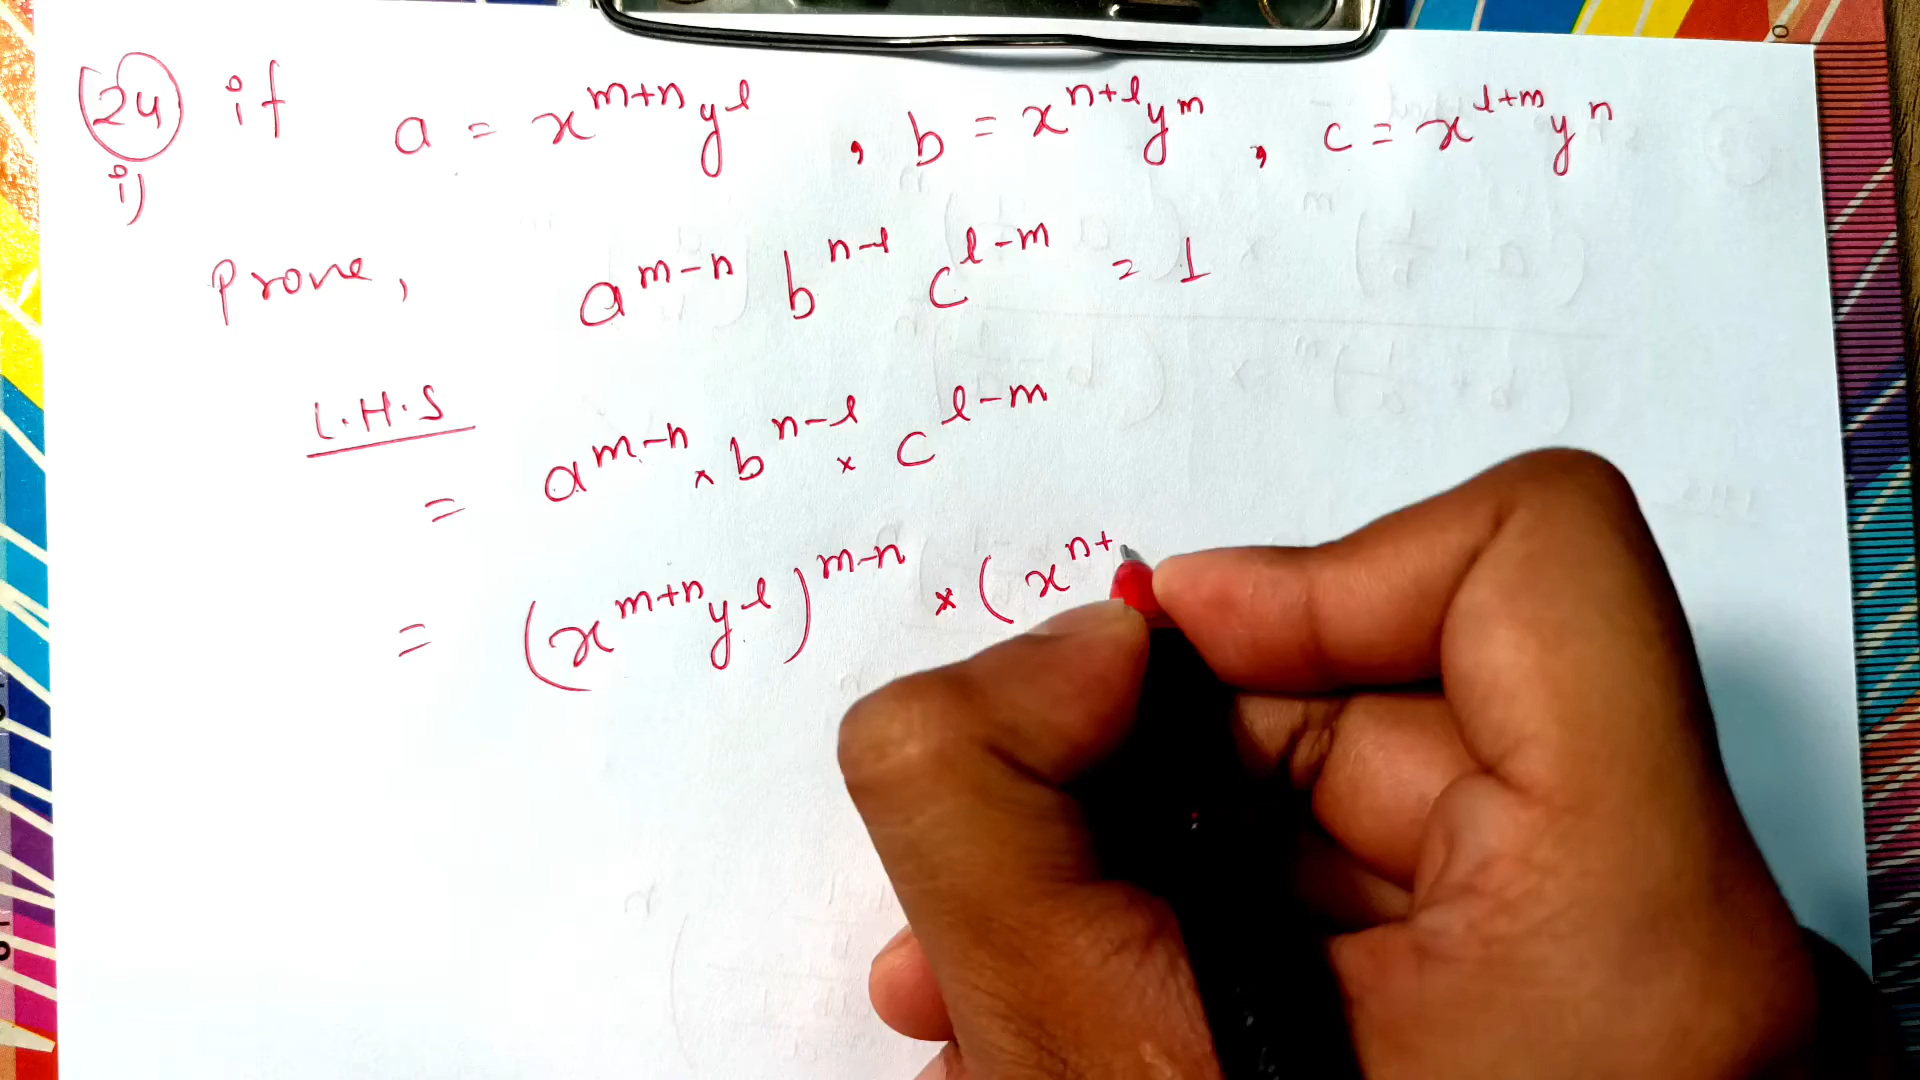 24 if a = x^{m+n}y^{l} , b = x^{n+l}y^{m} , c = x^{l+m}y^{n}
i)
Prove, a^{m-n} b^{n-l} c^{l-m} = 1
L.H.S
= a^{m-n} × b^{n-l} × c^{l-m}
= (x^{m+n}y^{l})^{m-n} × (x^{n+